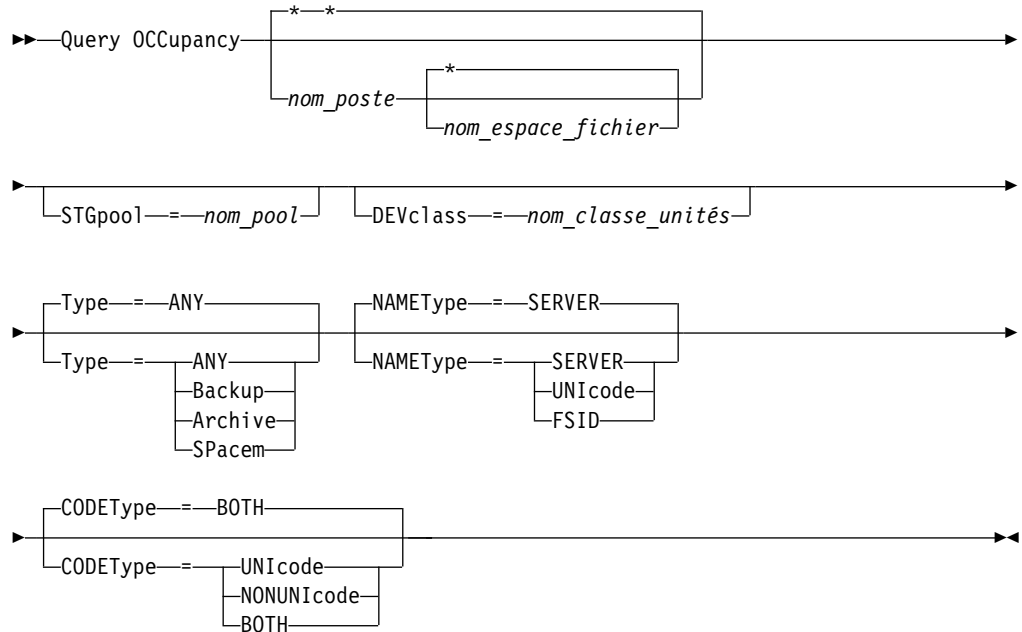 * *
Query OCCupancy
*
nom_poste
nom_espace_fichier
STGpool = nom_pool DEVclass = nom_classe_unités
Type = ANY NAMEType = SERVER
Type = ANY NAMEType = SERVER
Backup UNIcode
Archive FSID
SPacem
CODEType = BOTH
CODEType = UNIcode
NONUNIcode
BOTH